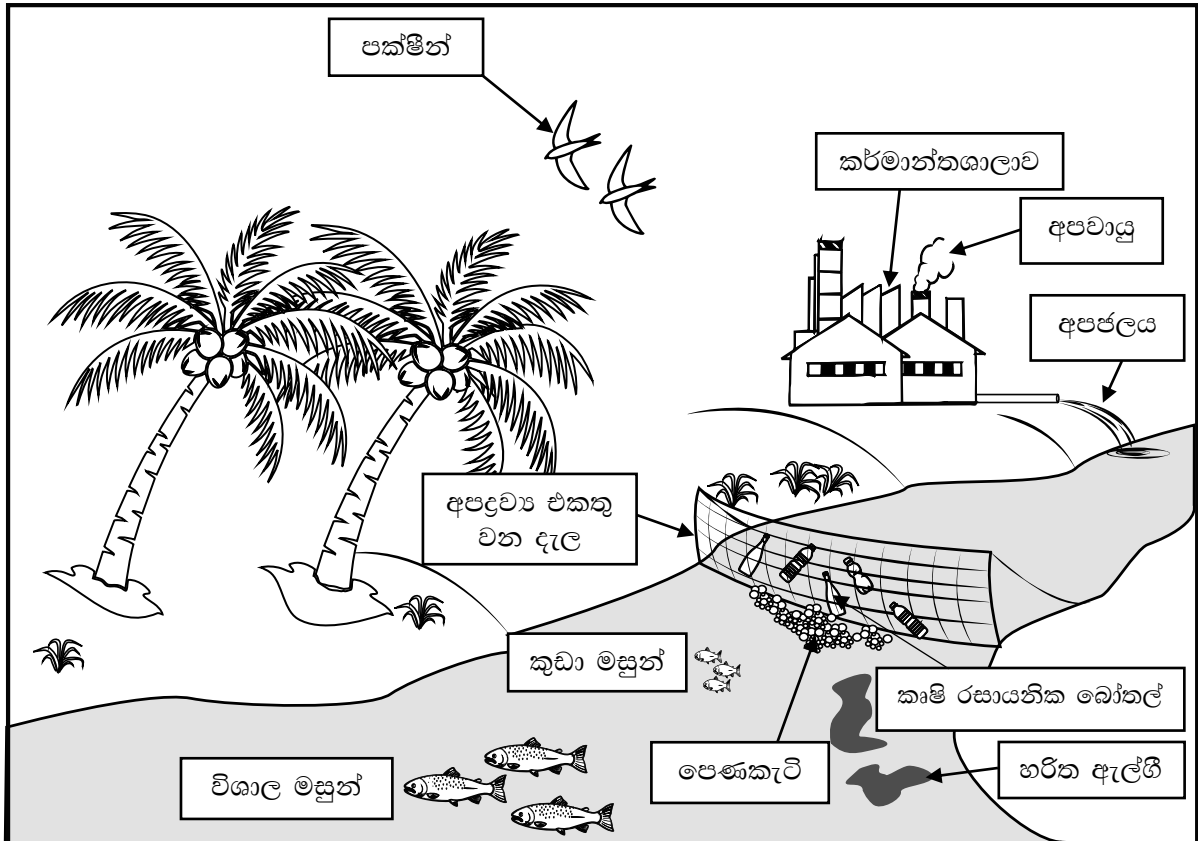 පක්ෂීන්
කර්මාන්තශාලාව
අපවායු
අපජලය
අපද්‍රව්‍ය එකතු
වන දැල
කුඩා මසුන්
කෘෂි රසායනික බෝතල්
පෙණකැටි
හරිත ඇල්ගී
විශාල මසුන්